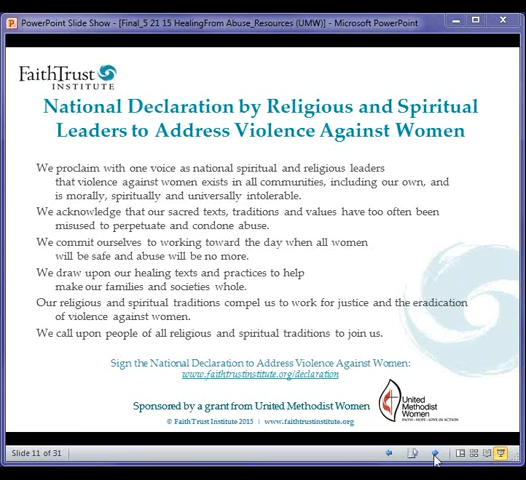 PowerPoint Slide Show - [Final_5 21 15 HealingFrom Abuse_Resources (UMW)] - Microsoft PowerPoint
FaithTrust
INSTITUTE
National Declaration by Religious and Spiritual
Leaders to Address Violence Against Women
We proclaim with one voice as national spiritual and religious leaders
that violence against women exists in all communities, including our own, and
is morally, spiritually and universally intolerable.
We acknowledge that our sacred texts, traditions and values have too often been
misused to perpetuate and condone abuse.
We commit ourselves to working toward the day when all women
will be safe and abuse will be no more.
We draw upon our healing texts and practices to help
make our families and societies whole.
Our religious and spiritual traditions compel us to work for justice and the eradication
of violence against women.
We call upon people of all religious and spiritual traditions to join us.
Sign the National Declaration to Address Violence Against Women:
www.faithtrustinstitute.org/declaration
Sponsored by a grant from United Methodist Women
United
Methodist
Women
FAITH • HOPE • LOVE IN ACTION
© FaithTrust Institute 2015 | www.faithtrustinstitute.org
Slide 11 of 31